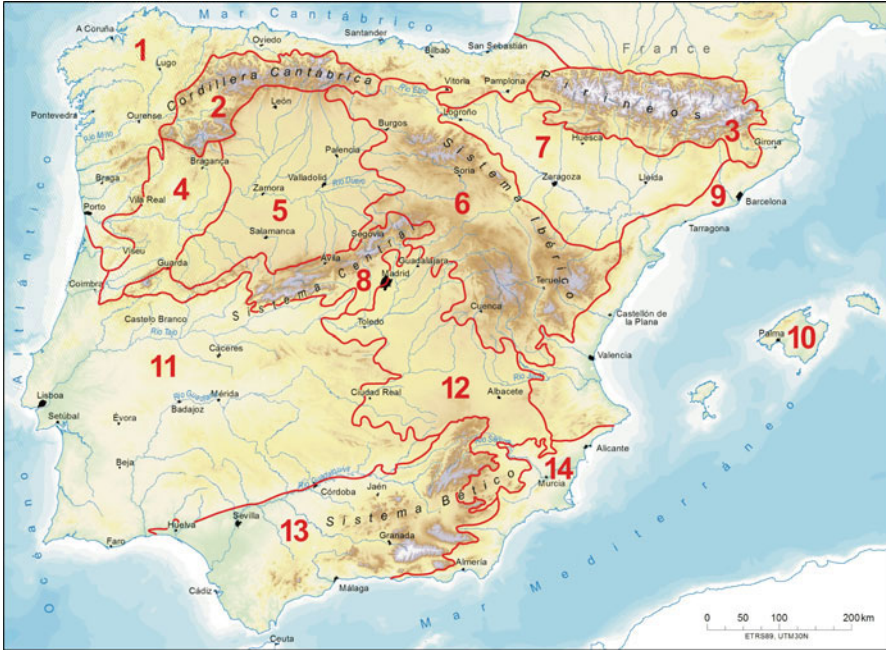 Mar Cantábrico
A Coruña
Oviedo
Santander
Bilbao
San Sebastián
France
1
Lugo
Cordillera Cantábrica
Vitoria
Pamplona
Pirineos
Pontevedra
Ourense
2
León
Río Ebro
Logroño
3
Río Miño
Burgos
7
Huesca
Girona
Bragança
Palencia
Sistema Ibérico
Braga
4
Vila Real
Zamora
Valladolid
Río Duero
Soria
Zaragoza
Lleida
9
Barcelona
Porto
5
6
Salamanca
Segovia
Tarragona
Viseu
Guarda
Ávila
Sistema Central
Guadalajara
8
Madrid
Teruel
Coimbra
Castelo Branco
Toledo
Cuenca
Castellón de
la Plana
Palma
10
Río Tajo
11
Cáceres
Valencia
Lisboa
Setúbal
Río Guadiana
Mérida
Badajoz
Ciudad Real
12
Albacete
Évora
Beja
Río Segura
Alicante
14
Murcia
Río Guadalquivir
Córdoba
Jaén
Sistema Bético
Huelva
Sevilla
13
Faro
Granada
Almería
Málaga
Cádiz
Ceuta
Océano Altlántico
Mar Mediterráneo
0 50 100 200 km
ETRS89, UTM30N